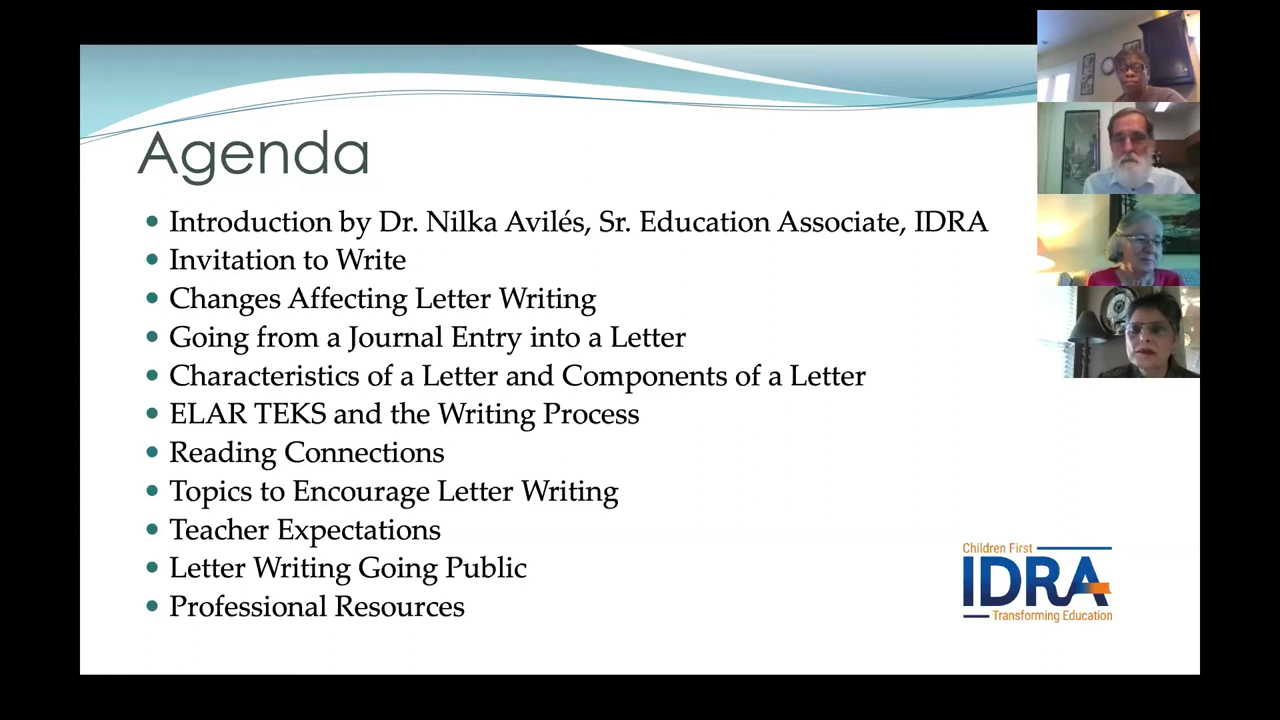 Agenda
Introduction by Dr. Nilka Avilés, Sr. Education Associate, IDRA
Invitation to Write
Changes Affecting Letter Writing
Going from a Journal Entry into a Letter
Characteristics of a Letter and Components of a Letter
ELAR TEKS and the Writing Process
Reading Connections
Topics to Encourage Letter Writing
Teacher Expectations
Letter Writing Going Public
Professional Resources
Children First
IDRA
Transforming Education